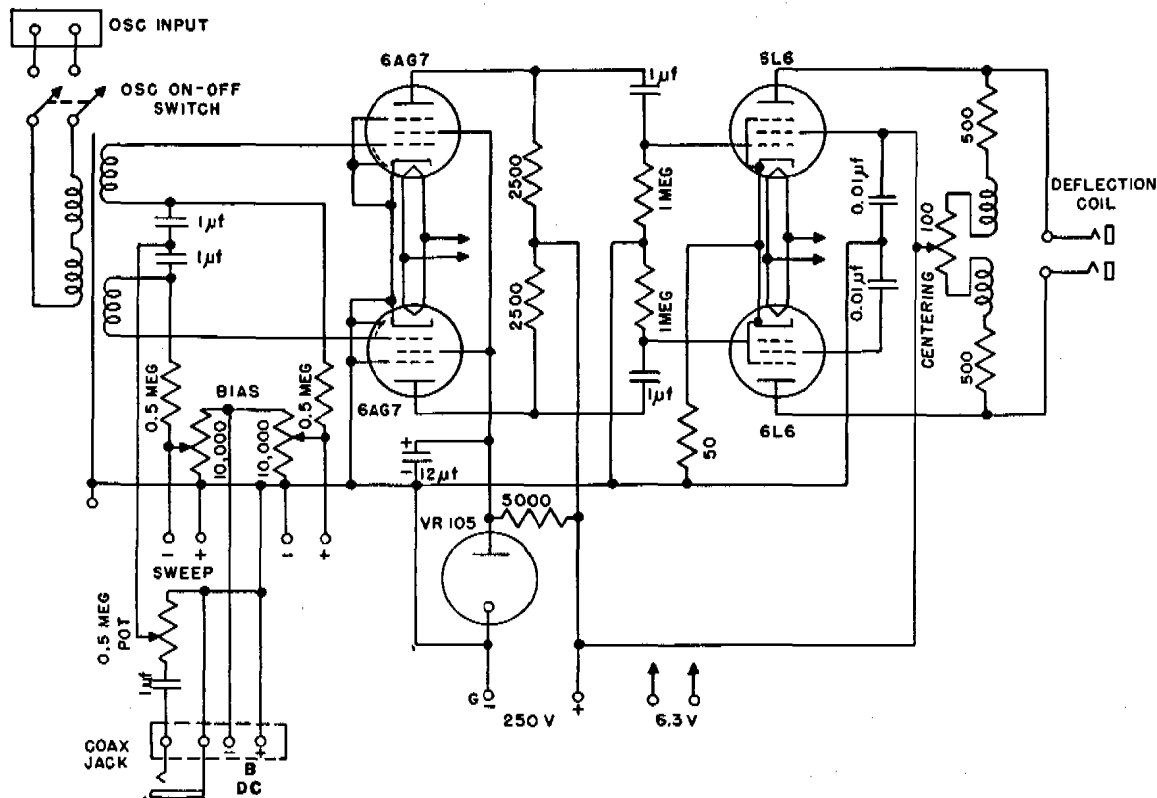 OSC INPUT
OSC ON-OFF
SWITCH
6AG7
6L6
1µf
1µf
1µf
2500
2500
1 MEG
1 MEG
0.01µf
0.01µf
500
500
100
CENTERING
DEFLECTION
COIL
6AG7
6L6
1µf
0.5 MEG
BIAS
0.5 MEG
10,000
10,000
+
-
12µf
50
5000
VR 105
- + - +
SWEEP
0.5 MEG
POT
1µf
G -
250 V
+
6.3 V
COAX
JACK
- +
B
DC